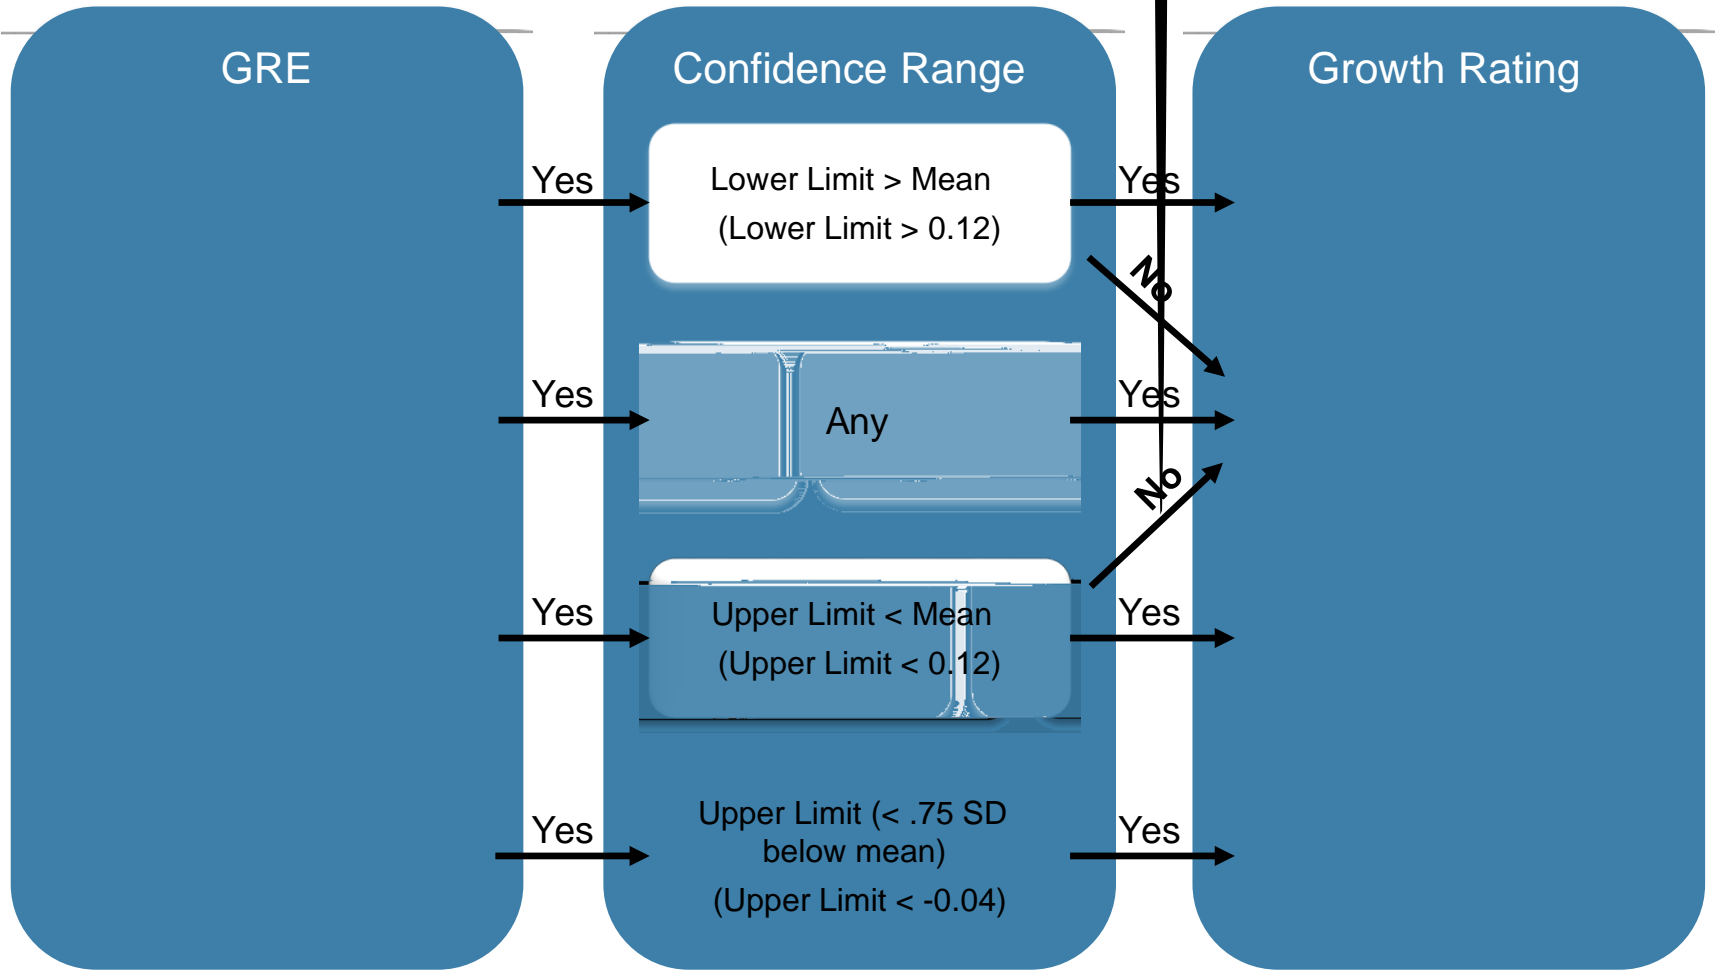 GRE
Confidence Range
Growth Rating
Yes
Lower Limit > Mean
(Lower Limit > 0.12)
Yes
No
Yes
Any
Yes
No
Yes
Upper Limit < Mean
(Upper Limit < 0.12)
Yes
Yes
Upper Limit (< .75 SD
below mean)
(Upper Limit < -0.04)
Yes